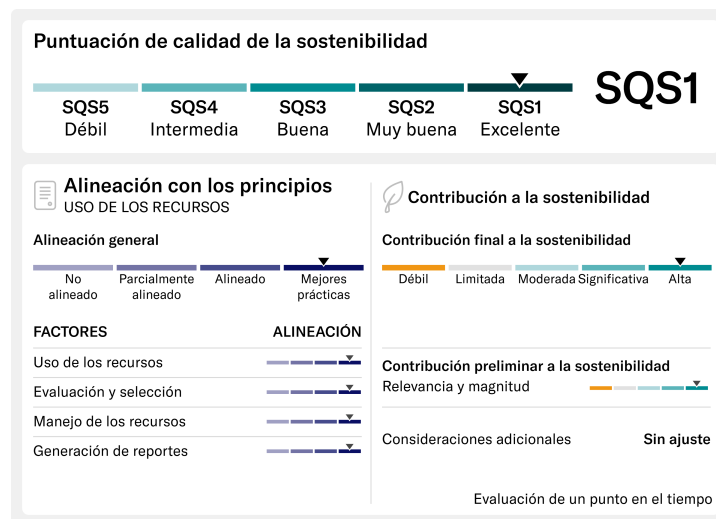 Puntuación de calidad de la sostenibilidad
SQS1
SQS5 SQS4 SQS3 SQS2 SQS1
Débil Intermedia Buena Muy buena Excelente
Alineación con los principios
USO DE LOS RECURSOS
Alineación general
No alineado
Parcialmente alineado
Alineado
Mejores prácticas
FACTORES ALINEACIÓN
Uso de los recursos
Evaluación y selección
Manejo de los recursos
Generación de reportes
Contribución a la sostenibilidad
Contribución final a la sostenibilidad
Débil Limitada Moderada Significativa Alta
Contribución preliminar a la sostenibilidad
Relevancia y magnitud
Consideraciones adicionales Sin ajuste
Evaluación de un punto en el tiempo